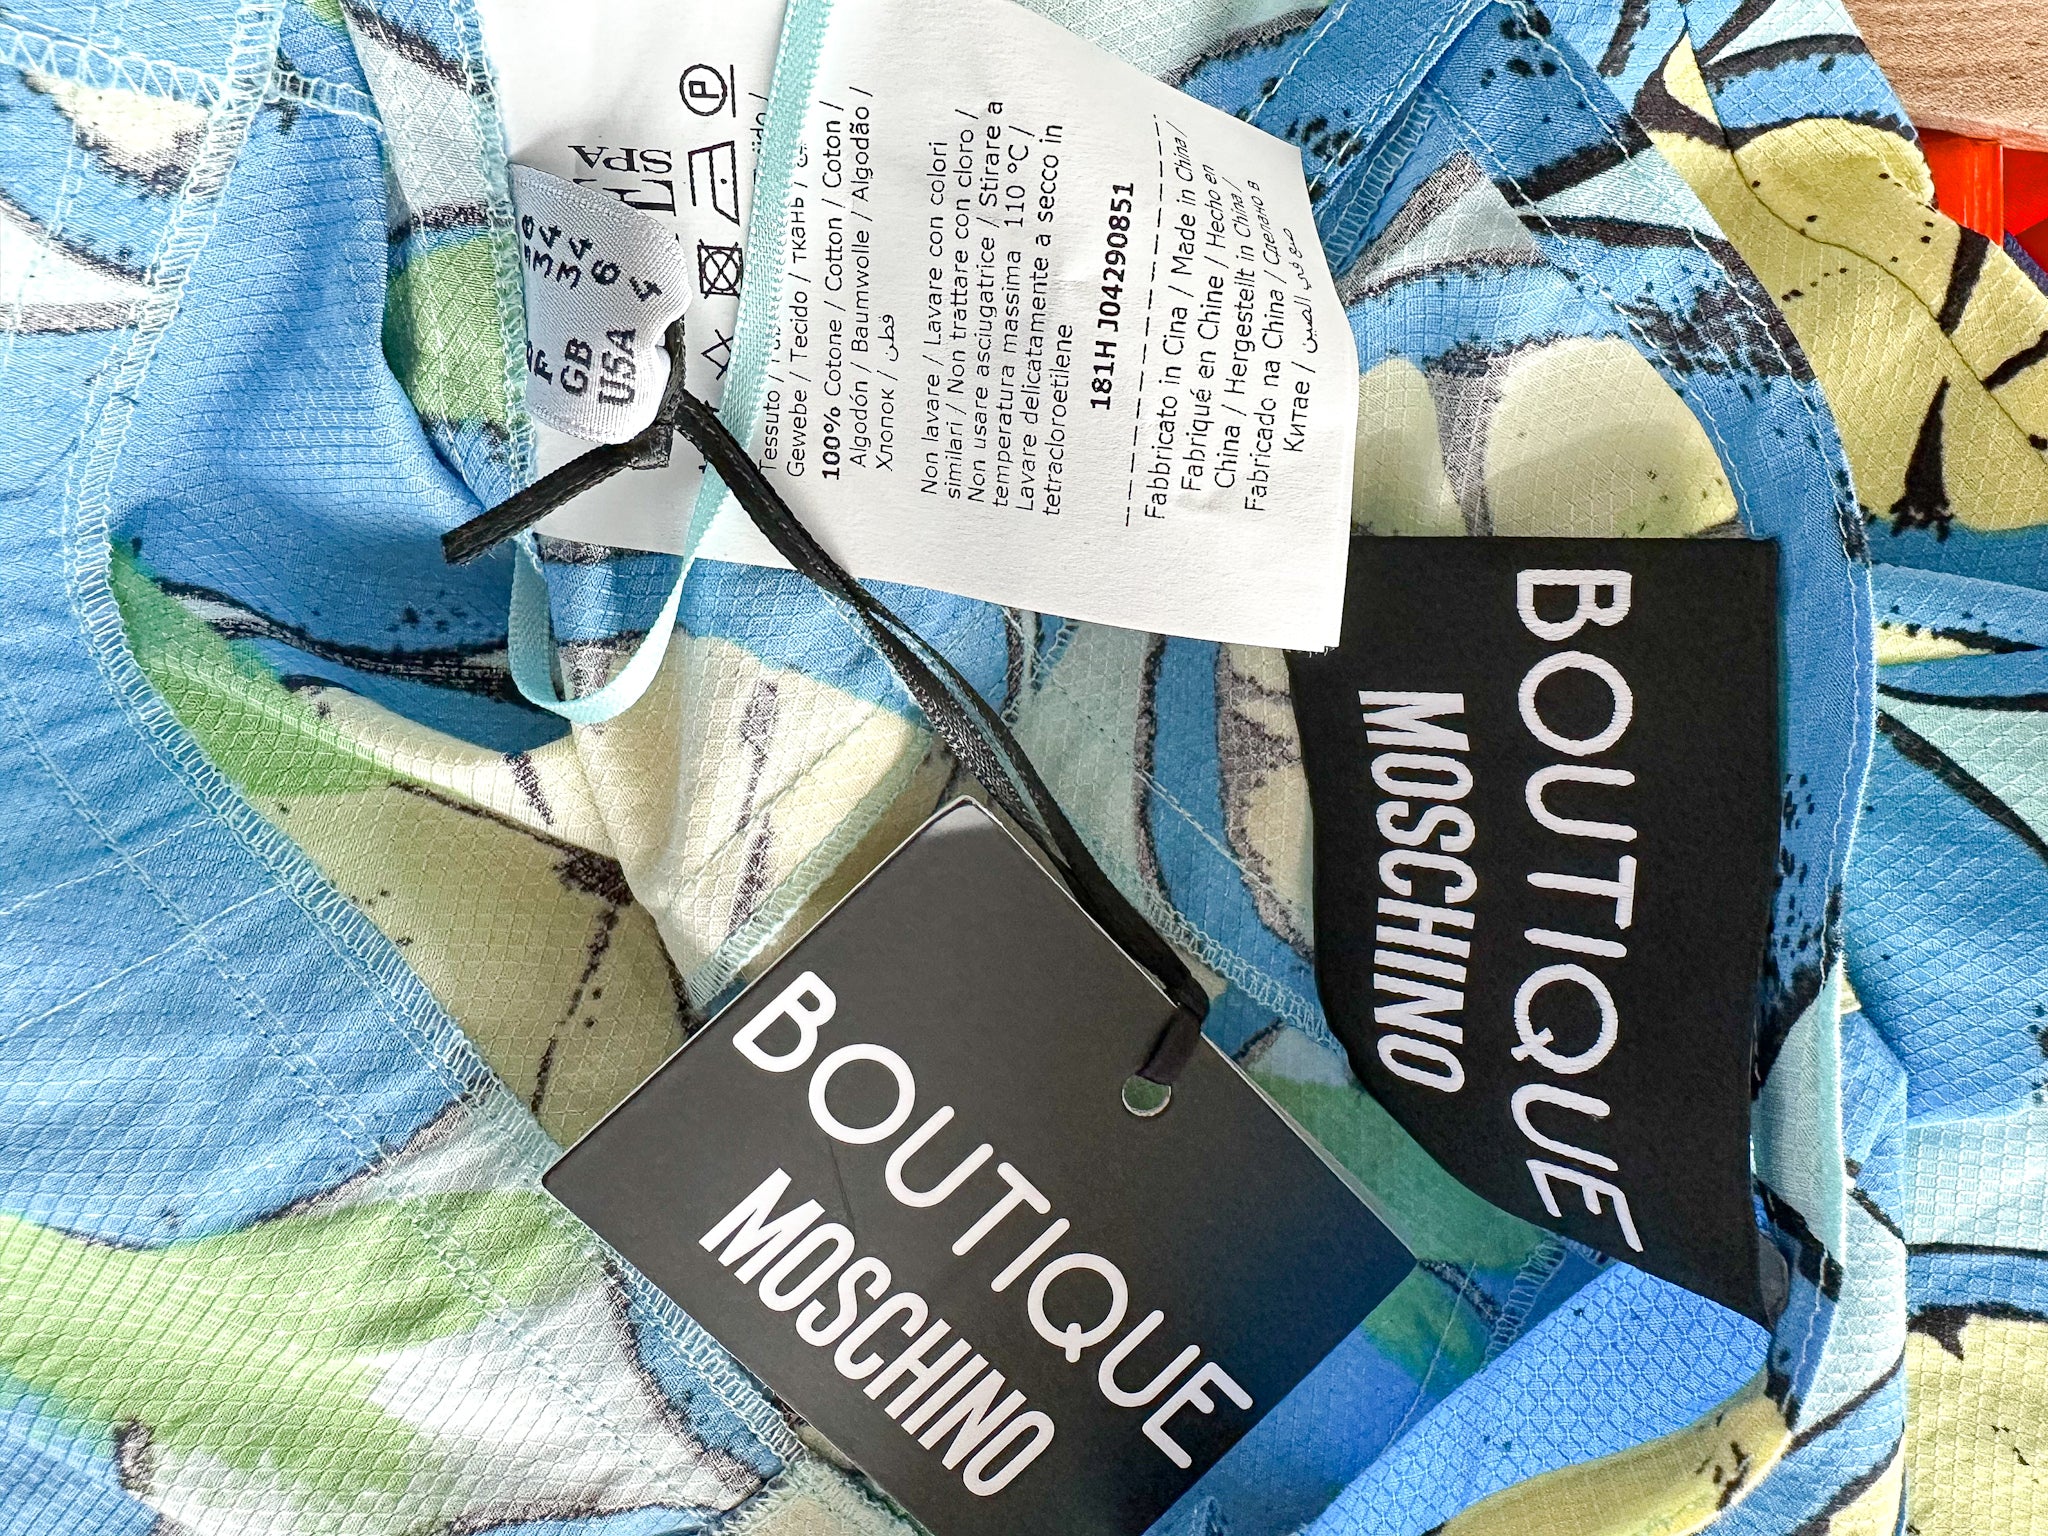 SPA
P
F 34
GB 6
USA 4
Gewebe / Tecido / ткань /
100% Cotone / Cotton / Coton /
Algodón / Baumwolle / Algodão /
Хлопок / قطن
Non lavare / Lavare con colori
similari / Non trattare con cloro /
Non usare asciugatrice / Stirare a
temperatura massima 110 °C /
Lavare delicatamente a secco in
tetracloroetilene
181H J04290851
Fabbricato in Cina / Made in China /
Fabriqué en Chine / Hecho en
China / Hergestellt in China /
Fabricado na China / Сделано в
Китае / صنع في الصين
BOUTIQUE
MOSCHINO
BOUTIQUE
MOSCHINO